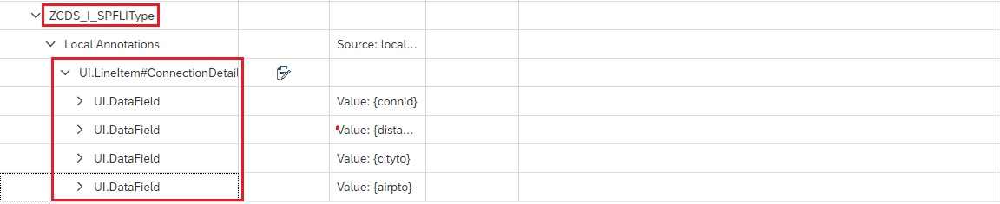 ZCDS_I_SPFLIType
Local Annotations Source: local...
UI.LineItem#ConnectionDetail
UI.DataField Value: {connid}
UI.DataField Value: {dista...
UI.DataField Value: {cityto}
UI.DataField Value: {airpto}